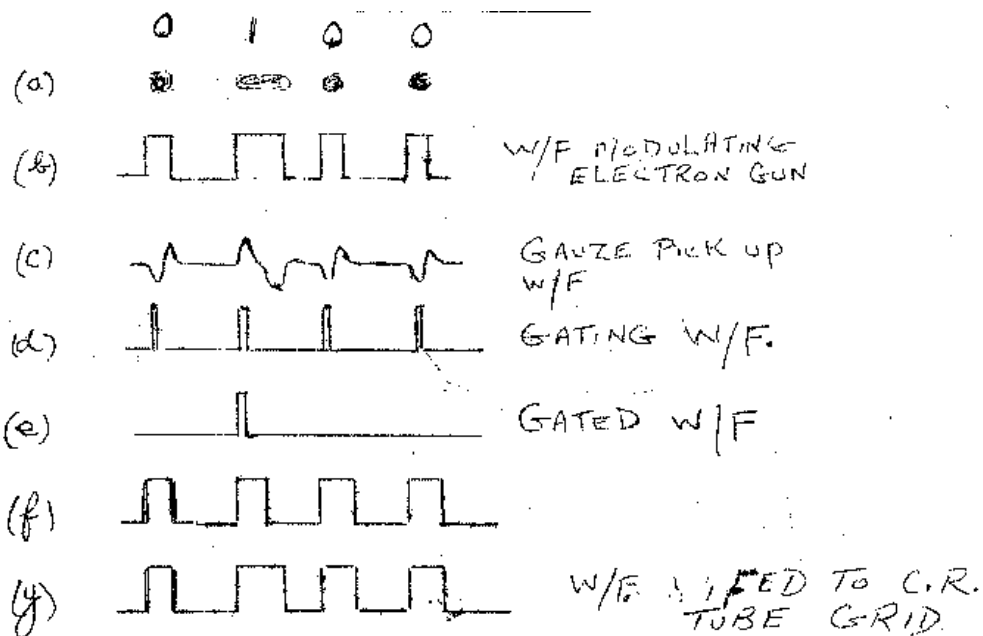 0 1 0 0
(a)
(b) W/F MODULATING
ELECTRON GUN
(c) GAUZE PICK UP
W/F
(d) GATING W/F.
(e) GATED W/F
(f)
(y) W/F. FED TO C.R.
TUBE GRID